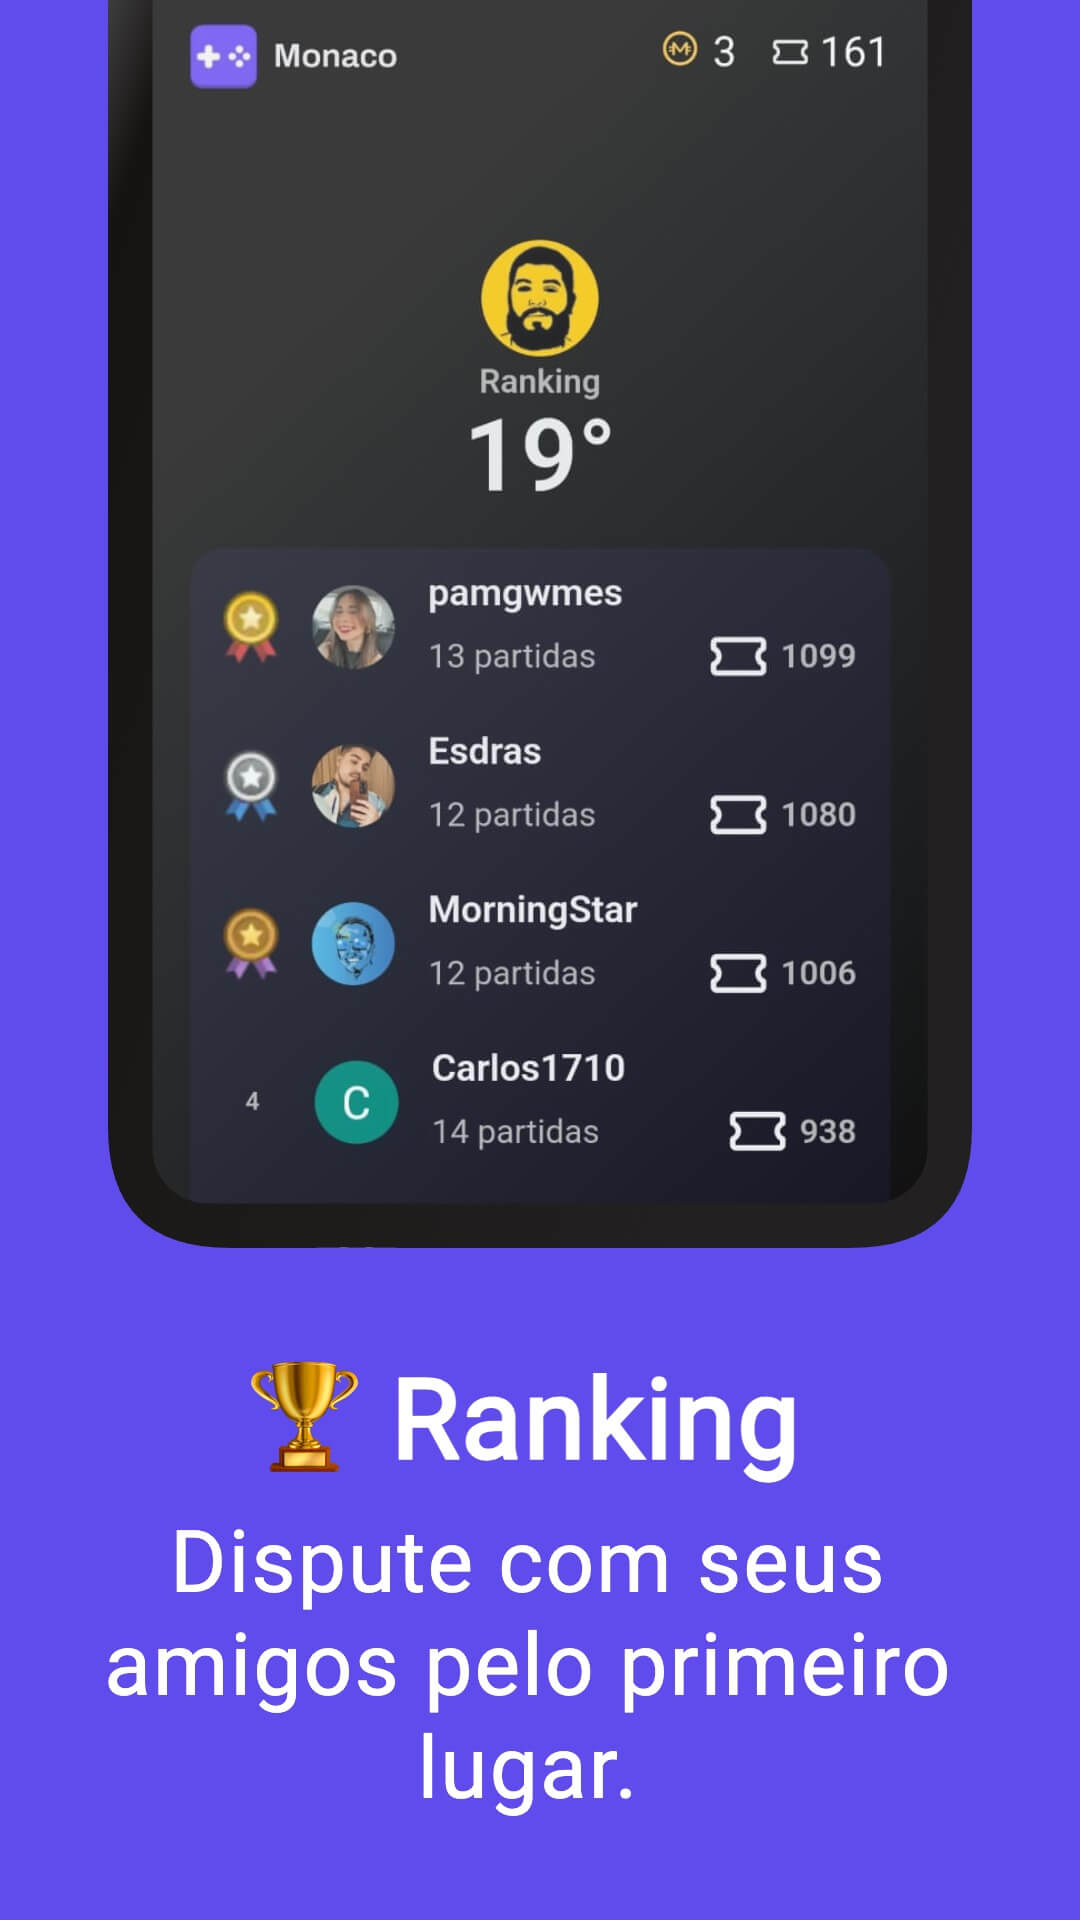 Monaco 3 161
Ranking
19°
pamgwmes
13 partidas 1099
Esdras
12 partidas 1080
MorningStar
12 partidas 1006
Carlos1710
4 C
14 partidas 938
Ranking
Dispute com seus
amigos pelo primeiro
lugar.